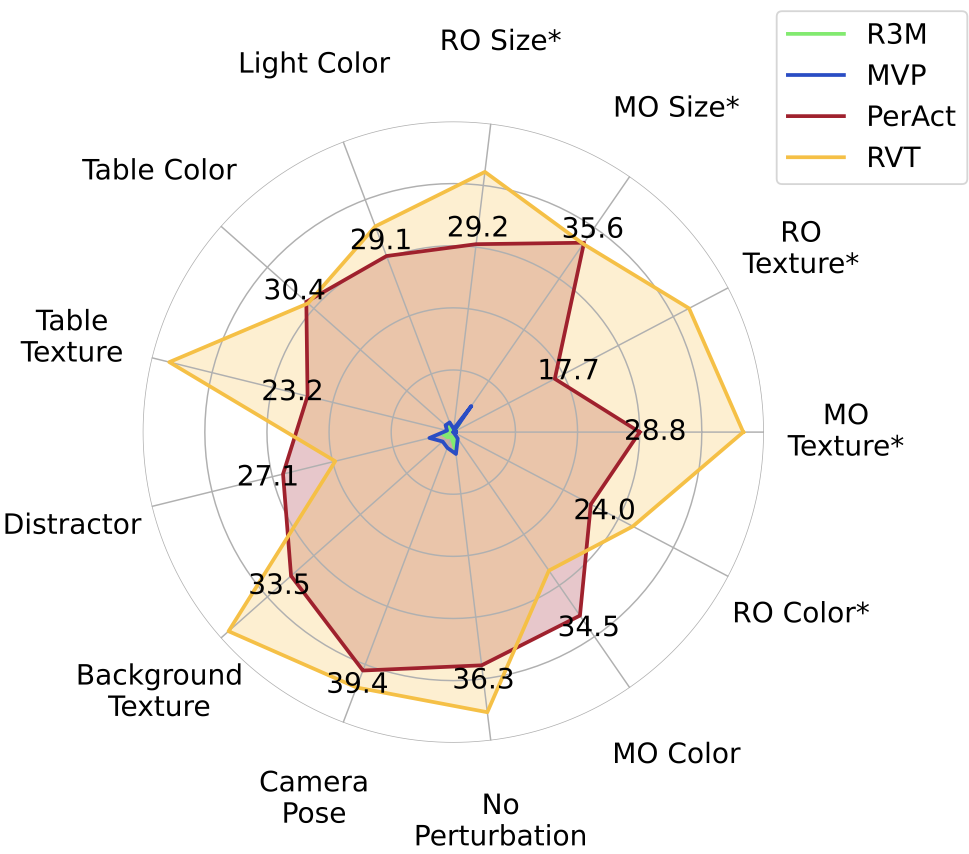 RO Size*
Light Color
MO Size*
Table Color
RO
Texture*
Table
Texture
MO
Texture*
Distractor
RO Color*
Background
Texture
MO Color
Camera
Pose
No
Perturbation
29.2
35.6
29.1
30.4
17.7
23.2
28.8
27.1
24.0
33.5
34.5
39.4
36.3
R3M
MVP
PerAct
RVT